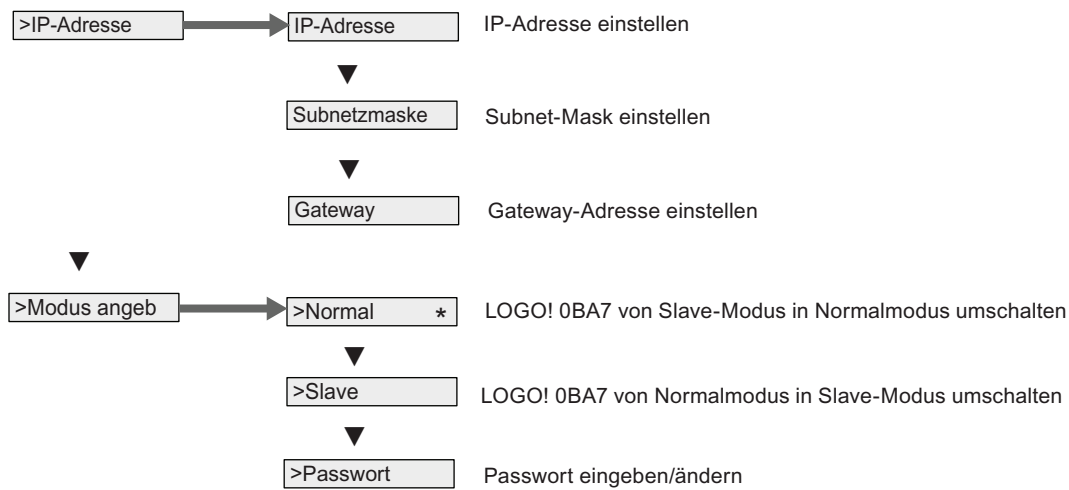 >IP-Adresse IP-Adresse IP-Adresse einstellen
Subnetzmaske Subnet-Mask einstellen
Gateway Gateway-Adresse einstellen
>Modus angeb >Normal * LOGO! 0BA7 von Slave-Modus in Normalmodus umschalten
>Slave LOGO! 0BA7 von Normalmodus in Slave-Modus umschalten
>Passwort Passwort eingeben/ändern